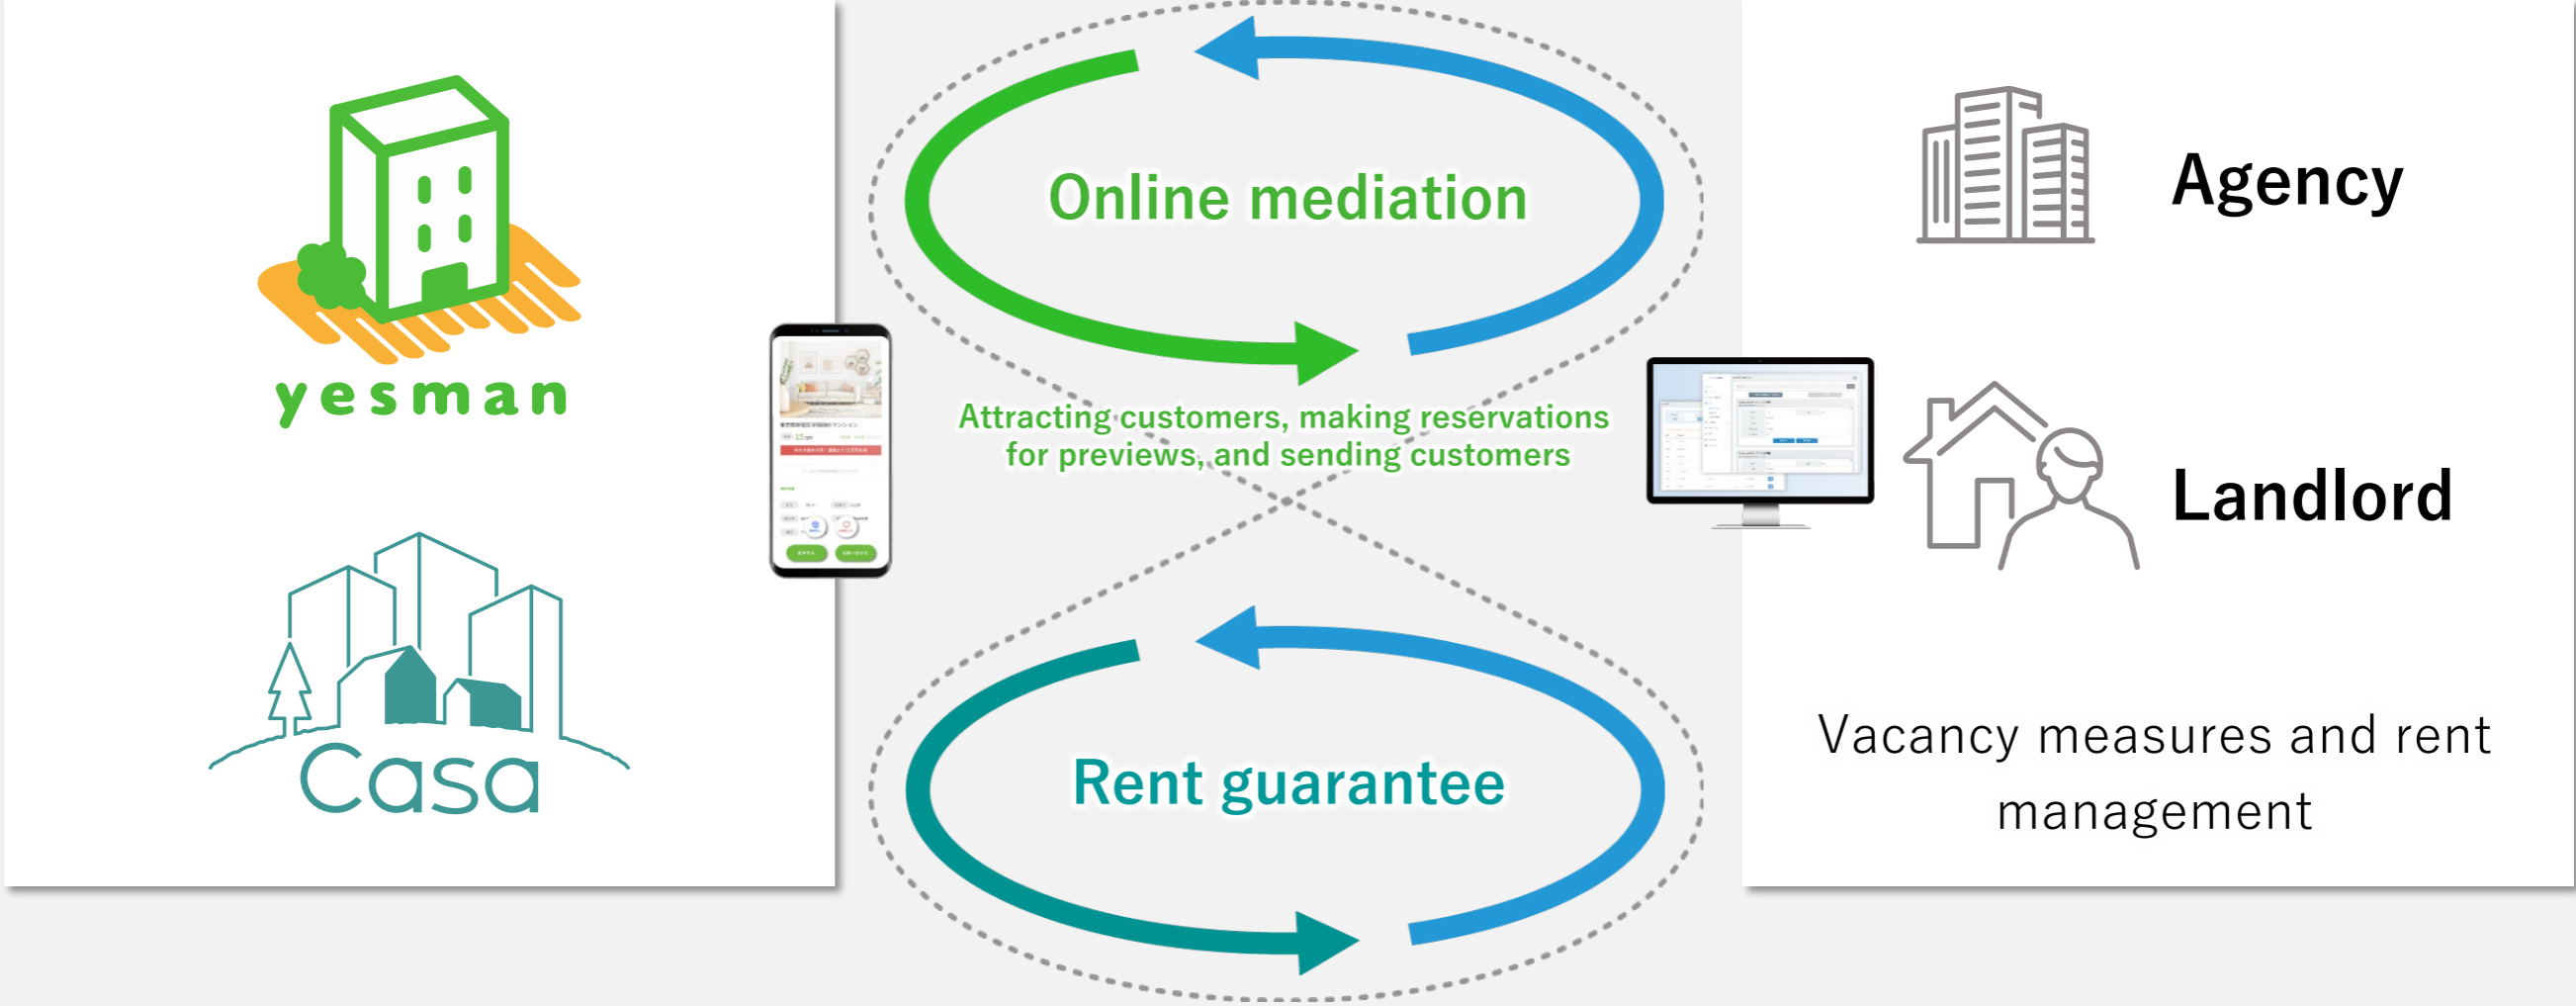 yesman
Casa
Online mediation
Attracting customers, making reservations
for previews, and sending customers
Rent guarantee
Agency
Landlord
Vacancy measures and rent
management